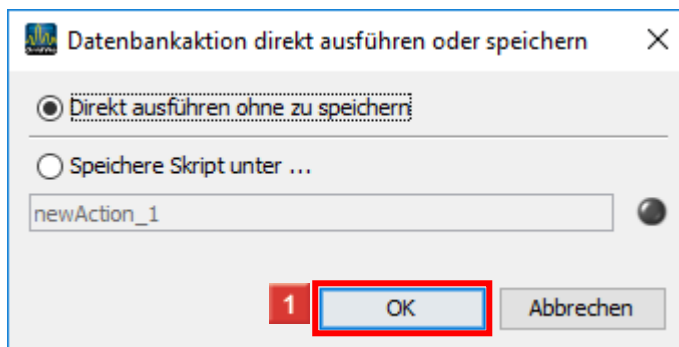 Datenbankaktion direkt ausführen oder speichern
Direkt ausführen ohne zu speichern
Speichere Skript unter ...
newAction_1
1 OK Abbrechen